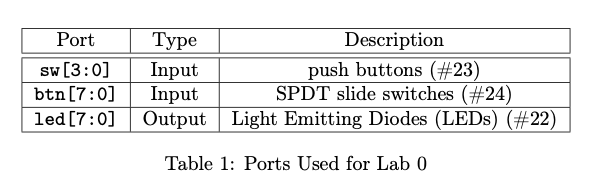 Port Type Description
sw[3:0] Input push buttons (#23)
btn[7:0] Input SPDT slide switches (#24)
led[7:0] Output Light Emitting Diodes (LEDs) (#22)
Table 1: Ports Used for Lab 0